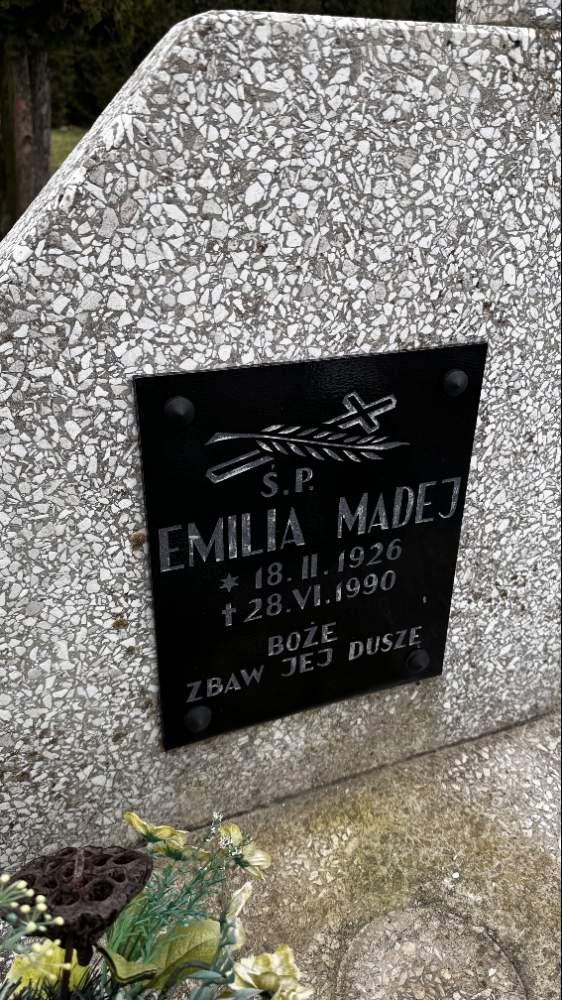 Ś.P.
EMILIA MADEJ
* 18.II.1926
✝ 28.VI.1990
BOŻE
ZBAW JEJ DUSZĘ